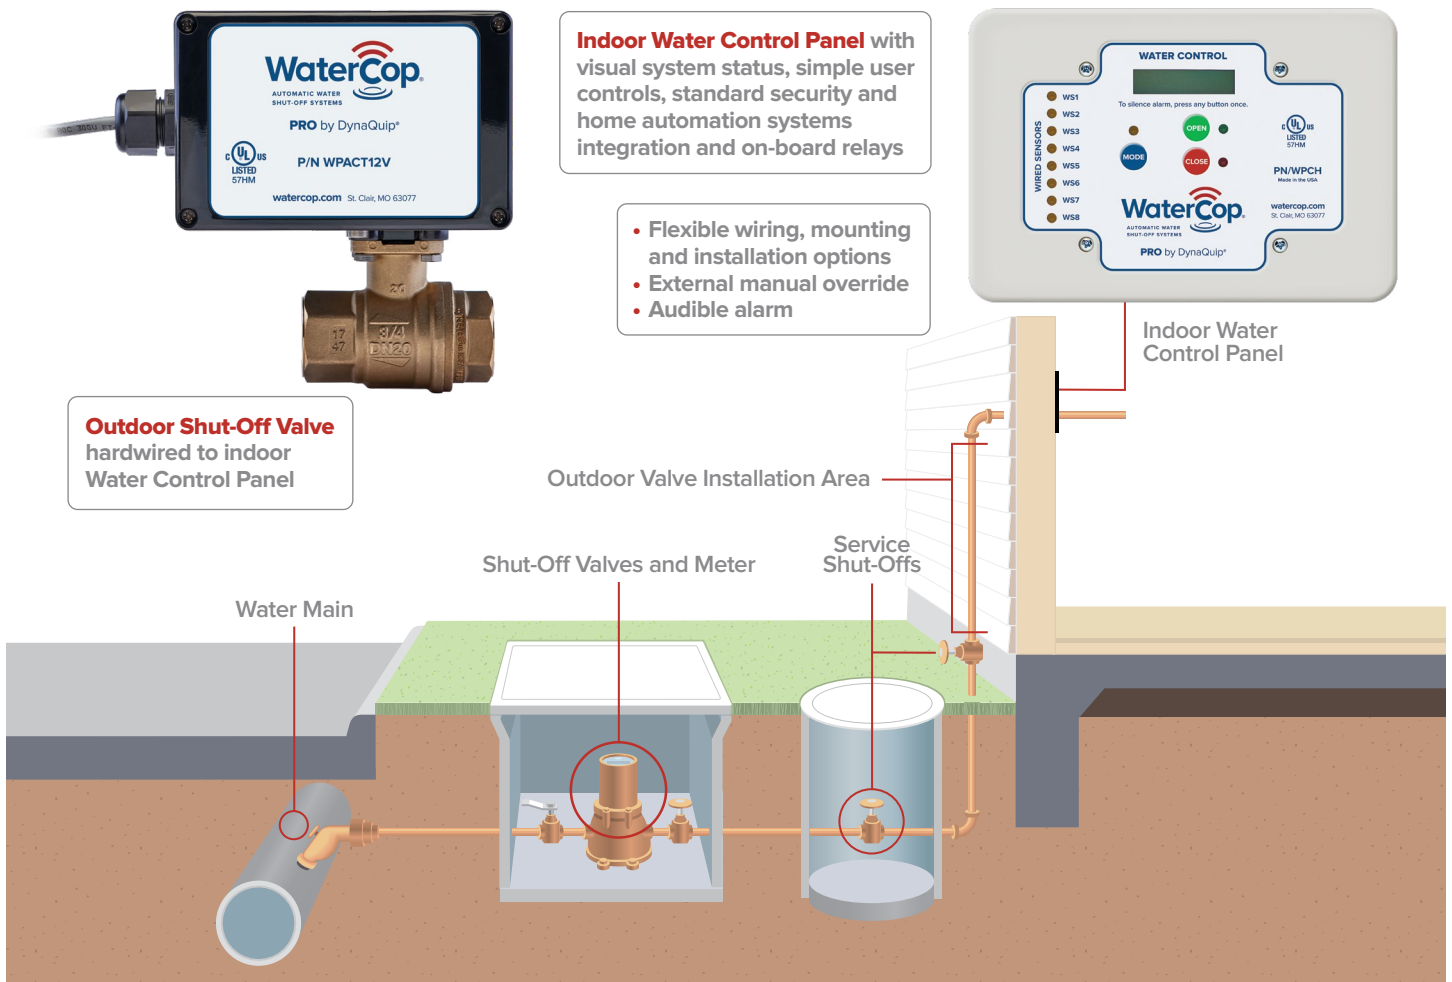 WaterCop®
AUTOMATIC WATER
SHUT-OFF SYSTEMS
PRO by DynaQuip®
C UL US
LISTED
57HM
P/N WPACT12V
watercop.com St. Clair, MO 63077
2G
17
47
3/4
DN20
Outdoor Shut-Off Valve
hardwired to indoor
Water Control Panel
Indoor Water Control Panel with
visual system status, simple user
controls, standard security and
home automation systems
integration and on-board relays
• Flexible wiring, mounting
and installation options
• External manual override
• Audible alarm
WATER CONTROL
To silence alarm, press any button once.
WIRED SENSORS
WS1
WS2
WS3
WS4
WS5
WS6
WS7
WS8
OPEN
MODE
CLOSE
C UL US
LISTED
57HM
PN/WPCH
Made in the USA
WaterCop®
AUTOMATIC WATER
SHUT-OFF SYSTEMS
PRO by DynaQuip®
watercop.com
St. Clair, MO 63077
Indoor Water
Control Panel
Outdoor Valve Installation Area
Service
Shut-Offs
Shut-Off Valves and Meter
Water Main